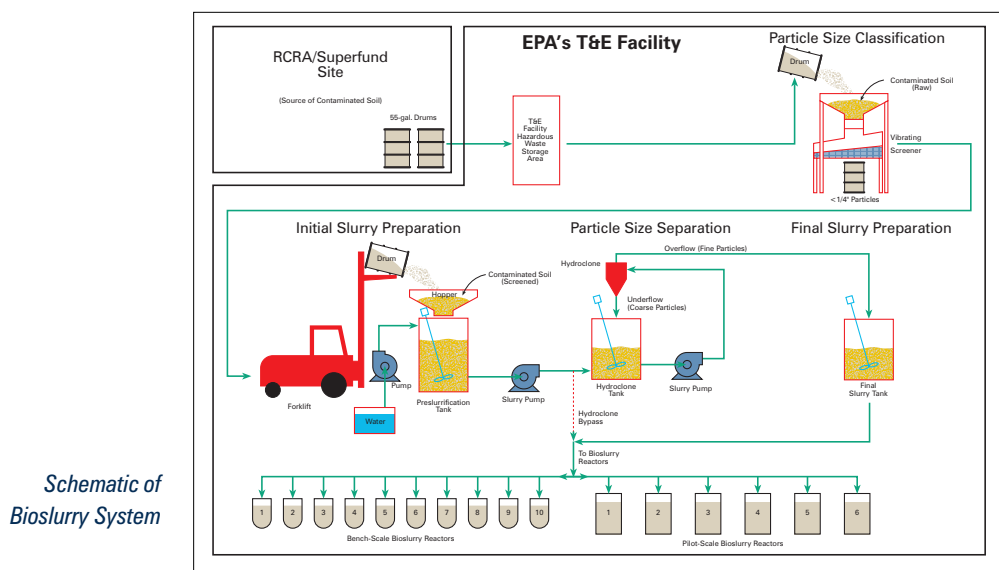 EPA's T&E Facility
RCRA/Superfund
Site
(Source of Contaminated Soil)
55-gal. Drums
T&E
Facility
Hazardous
Waste
Storage
Area
Particle Size Classification
Drum
Contaminated Soil
(Raw)
Vibrating
Screener
<1/4" Particles
Initial Slurry Preparation
Drum
Contaminated Soil
(Screened)
Hopper
Forklift
Pump
Water
Preslurrification
Tank
Slurry Pump
Particle Size Separation
Hydroclone
Overflow (Fine Particles)
Underflow
(Coarse Particles)
Hydroclone
Tank
Slurry Pump
Hydroclone
Bypass
Final Slurry Preparation
Final
Slurry Tank
To Bioslurry
Reactors
1 2 3 4 5 6 7 8 9 10
Bench-Scale Bioslurry Reactors
1 2 3 4 5 6
Pilot-Scale Bioslurry Reactors
Schematic of
Bioslurry System